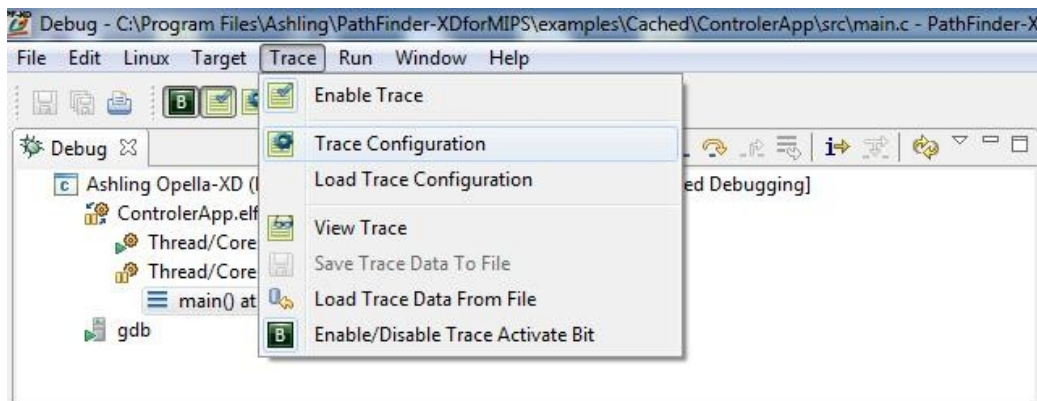 Debug - C:\Program Files\Ashling\PathFinder-XDforMIPS\examples\Cached\ControlerApp\src\main.c - PathFinder-X
File Edit Linux Target Trace Run Window Help
B
Enable Trace
Debug
Trace Configuration
Ashling Opella-XD ( ed Debugging]
Load Trace Configuration
ControlerApp.elf
View Trace
Thread/Core
Save Trace Data To File
Thread/Core
Load Trace Data From File
main() at
Enable/Disable Trace Activate Bit
gdb